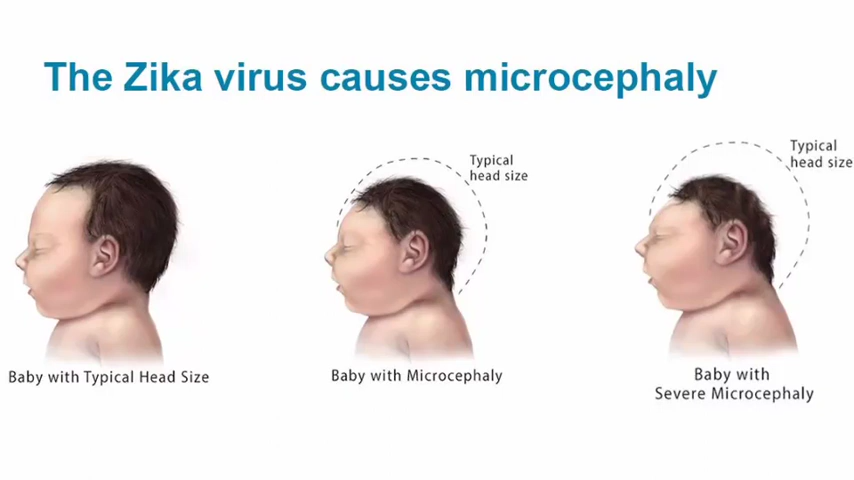 The Zika virus causes microcephaly
Typical
head size
Typical
head size
Baby with Typical Head Size
Baby with Microcephaly
Baby with
Severe Microcephaly